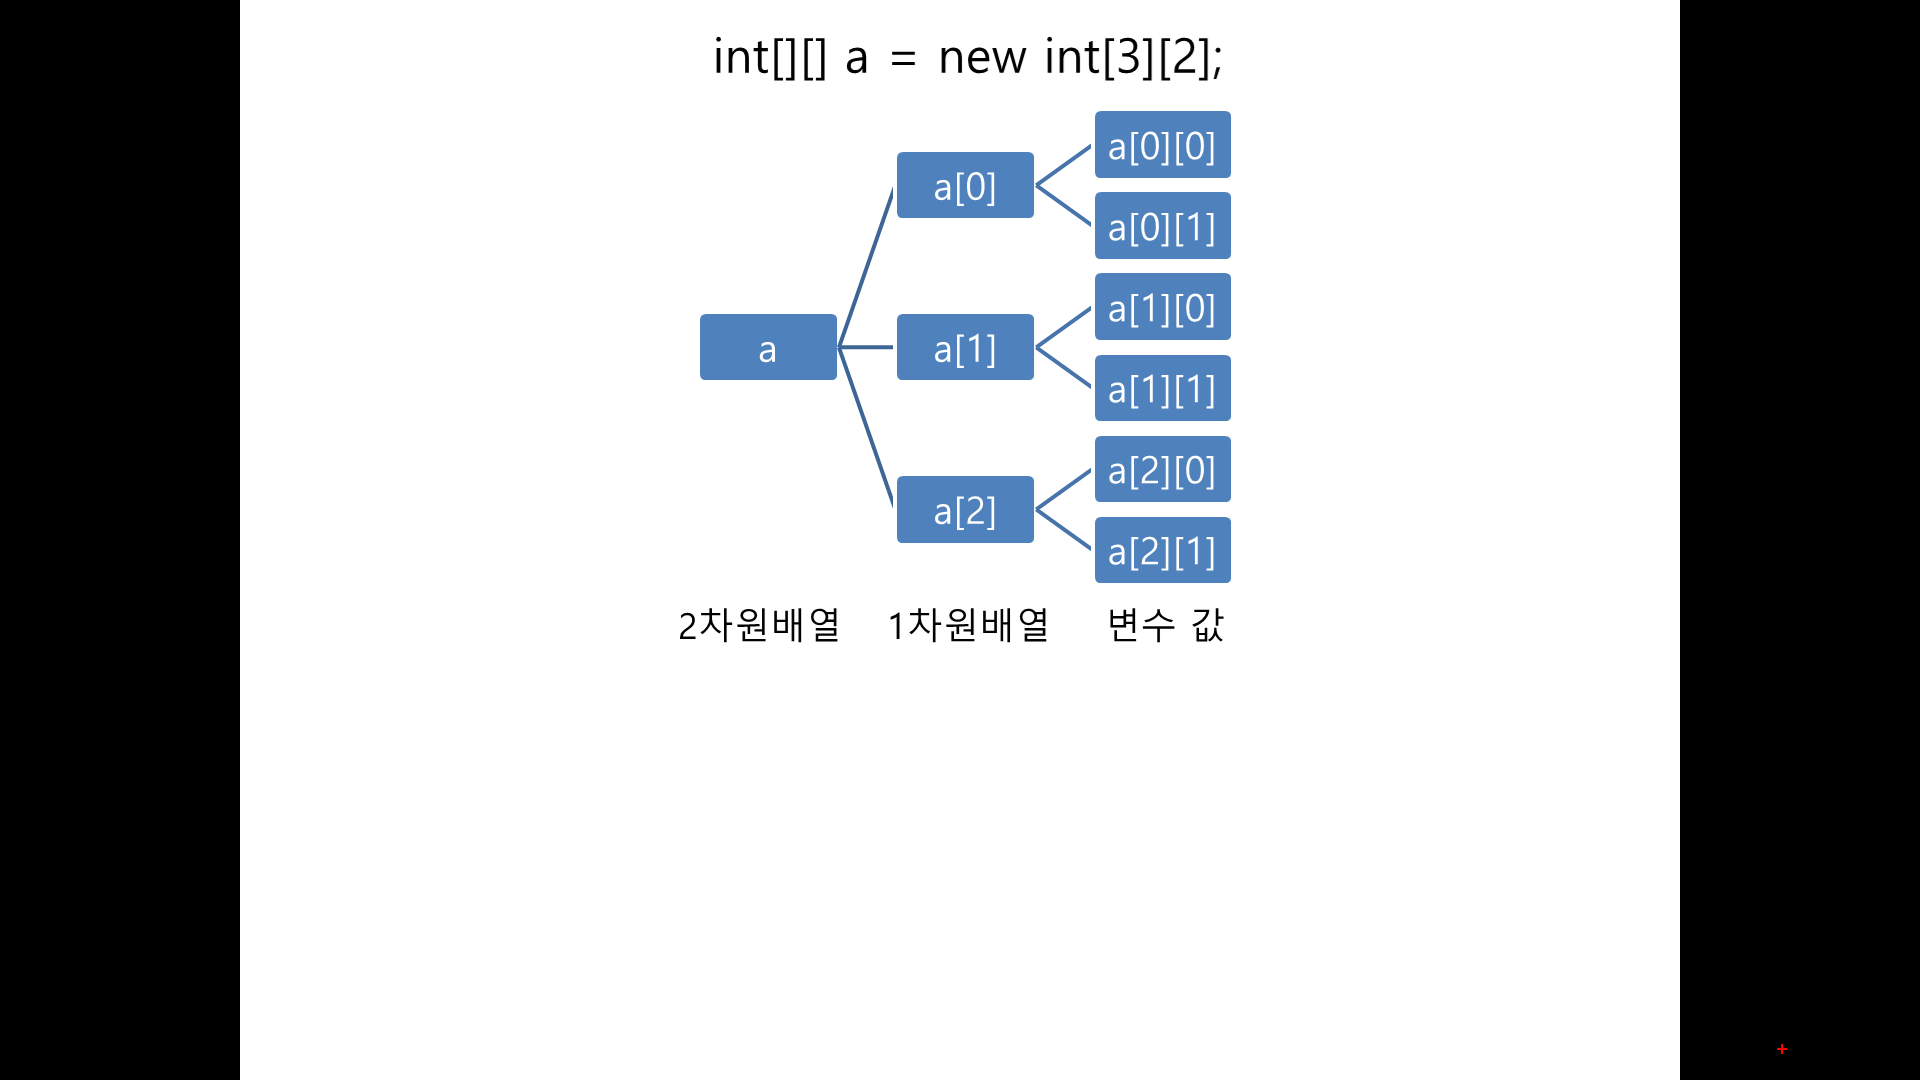 int[][] a = new int[3][2];
a
a[0]
a[1]
a[2]
a[0][0]
a[0][1]
a[1][0]
a[1][1]
a[2][0]
a[2][1]
2차원배열
1차원배열
변수 값